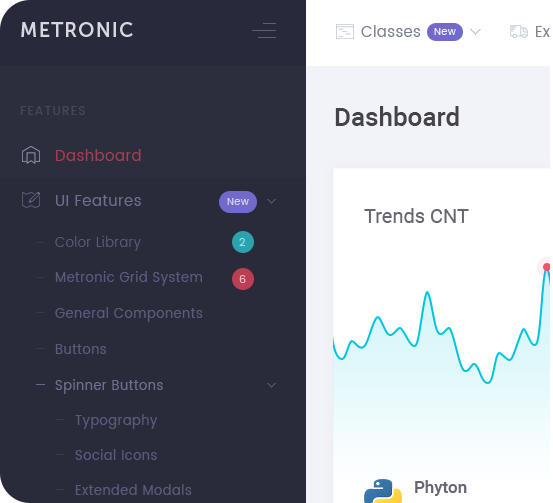 METRONIC
Classes New
Ex
FEATURES
Dashboard
UI Features New
Color Library 2
Metronic Grid System 6
General Components
Buttons
Spinner Buttons
Typography
Social Icons
Extended Modals
Dashboard
Trends CNT
Phyton